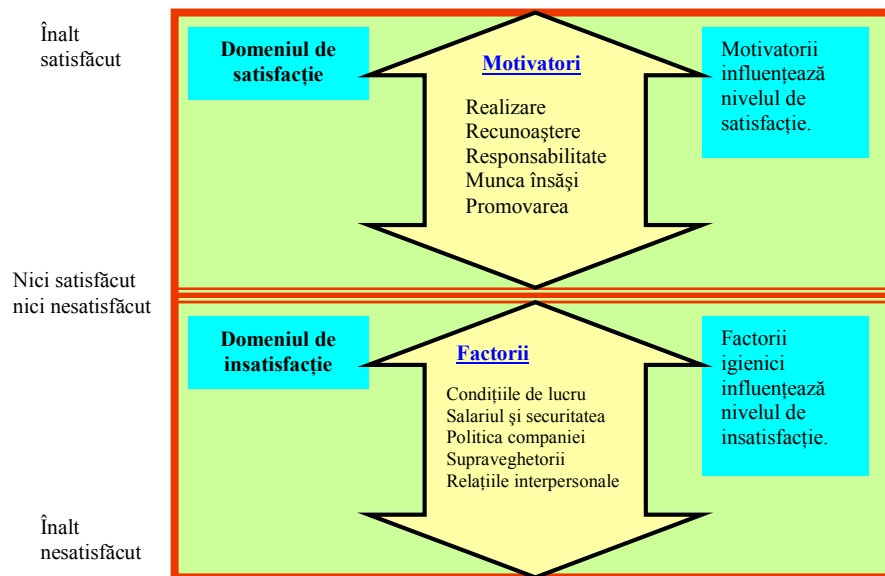 Înalt
satisfăcut
Domeniul de
satisfacție
Motivatori
Realizare
Recunoaștere
Responsabilitate
Munca însăși
Promovarea
Motivatorii
influențează
nivelul de
satisfacție.
Nici satisfăcut
nici nesatisfăcut
Domeniul de
insatisfacție
Factorii
Condițiile de lucru
Salariul și securitatea
Politica companiei
Supraveghetorii
Relațiile interpersonale
Factorii
igienici
influențează
nivelul de
insatisfacție.
Înalt
nesatisfăcut